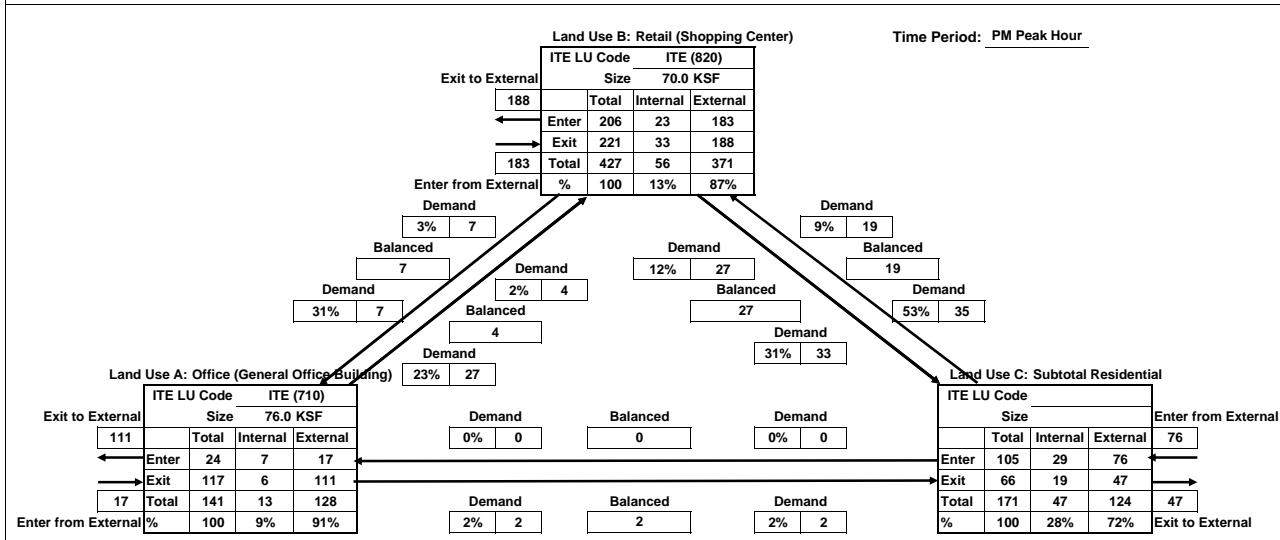 Land Use B: Retail (Shopping Center)
Time Period: PM Peak Hour
ITE LU Code ITE (820)
Exit to External Size 70.0 KSF
188 Total Internal External
Enter 206 23 183
Exit 221 33 188
183 Total 427 56 371
Enter from External % 100 13% 87%
Demand
3% 7
Balanced
7
Demand
31% 7
Demand
2% 4
Balanced
4
Demand
23% 27
Demand
12% 27
Balanced
27
Demand
31% 33
Demand
9% 19
Balanced
19
Demand
53% 35
Land Use A: Office (General Office Building)
ITE LU Code ITE (710)
Exit to External Size 76.0 KSF
111 Total Internal External
Enter 24 7 17
Exit 117 6 111
17 Total 141 13 128
Enter from External % 100 9% 91%
Demand Balanced Demand
0% 0 0 0% 0
Demand Balanced Demand
2% 2 2 2% 2
Land Use C: Subtotal Residential
ITE LU Code
Size Enter from External
Total Internal External 76
Enter 105 29 76
Exit 66 19 47
Total 171 47 124 47
% 100 28% 72% Exit to External